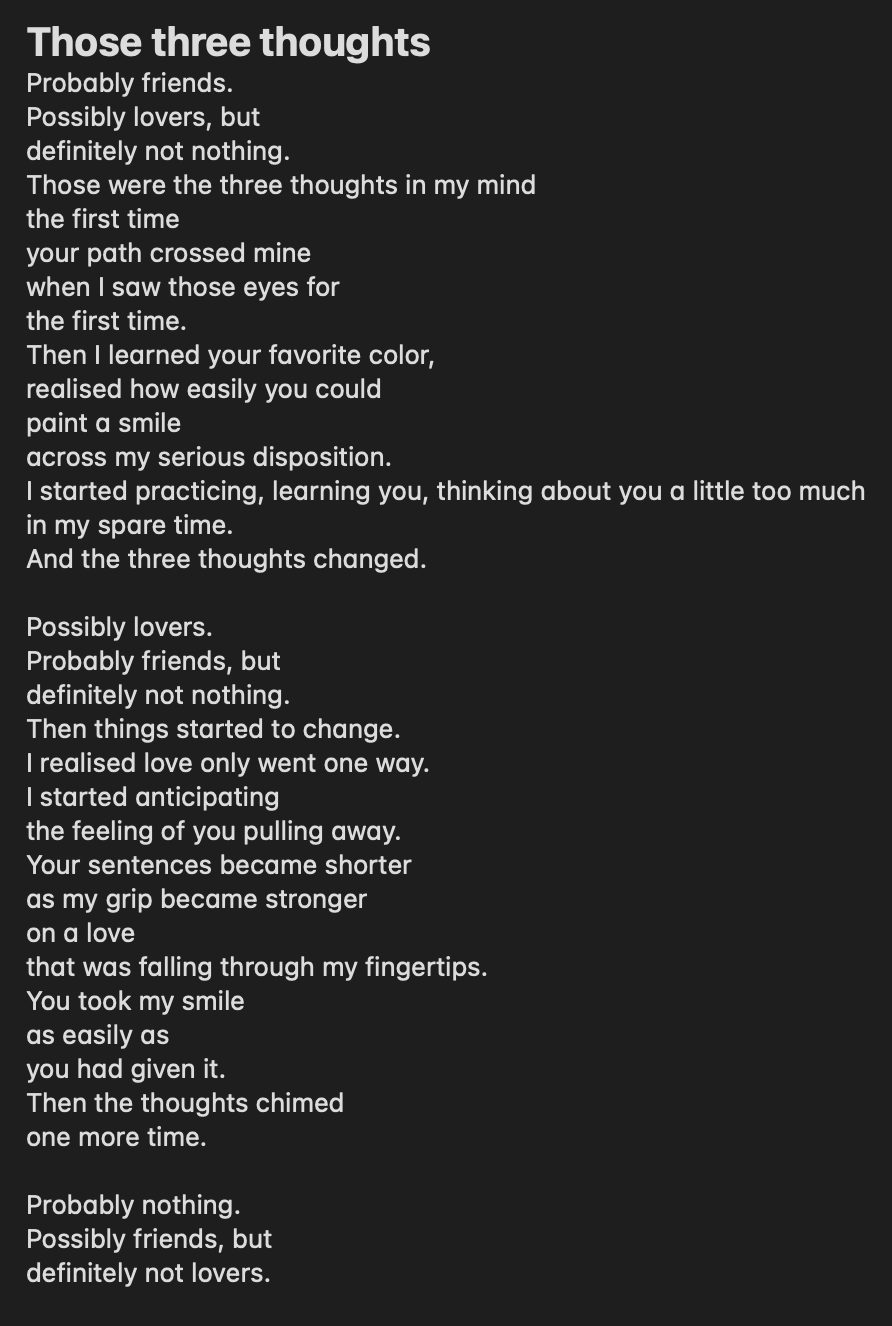 Those three thoughts
Probably friends.
Possibly lovers, but
definitely not nothing.
Those were the three thoughts in my mind
the first time
your path crossed mine
when I saw those eyes for
the first time.
Then I learned your favorite color,
realised how easily you could
paint a smile
across my serious disposition.
I started practicing, learning you, thinking about you a little too much
in my spare time.
And the three thoughts changed.

Possibly lovers.
Probably friends, but
definitely not nothing.
Then things started to change.
I realised love only went one way.
I started anticipating
the feeling of you pulling away.
Your sentences became shorter
as my grip became stronger
on a love
that was falling through my fingertips.
You took my smile
as easily as
you had given it.
Then the thoughts chimed
one more time.

Probably nothing.
Possibly friends, but
definitely not lovers.